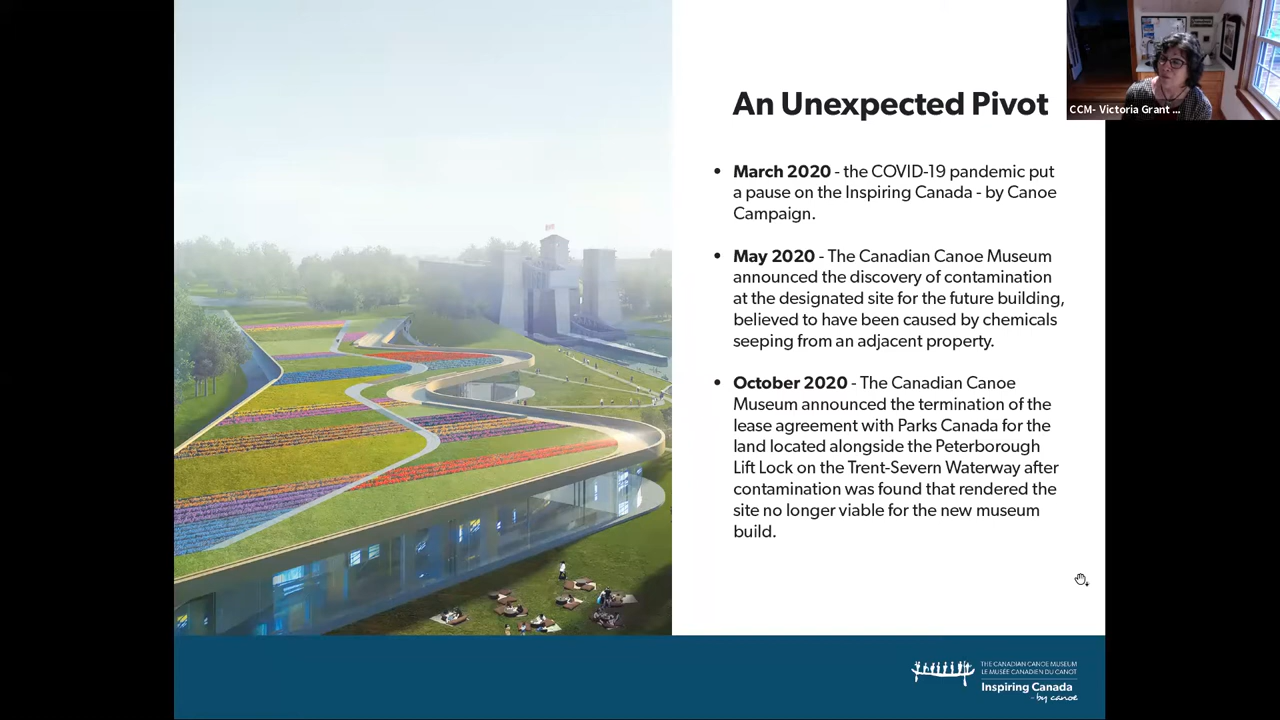 An Unexpected Pivot
CCM- Victoria Grant ...
• March 2020 - the COVID-19 pandemic put
a pause on the Inspiring Canada - by Canoe
Campaign.
• May 2020 - The Canadian Canoe Museum
announced the discovery of contamination
at the designated site for the future building,
believed to have been caused by chemicals
seeping from an adjacent property.
• October 2020 - The Canadian Canoe
Museum announced the termination of the
lease agreement with Parks Canada for the
land located alongside the Peterborough
Lift Lock on the Trent-Severn Waterway after
contamination was found that rendered the
site no longer viable for the new museum
build.
THE CANADIAN CANOE MUSEUM
LE MUSÉE CANADIEN DU CANOT
Inspiring Canada
- by canoe